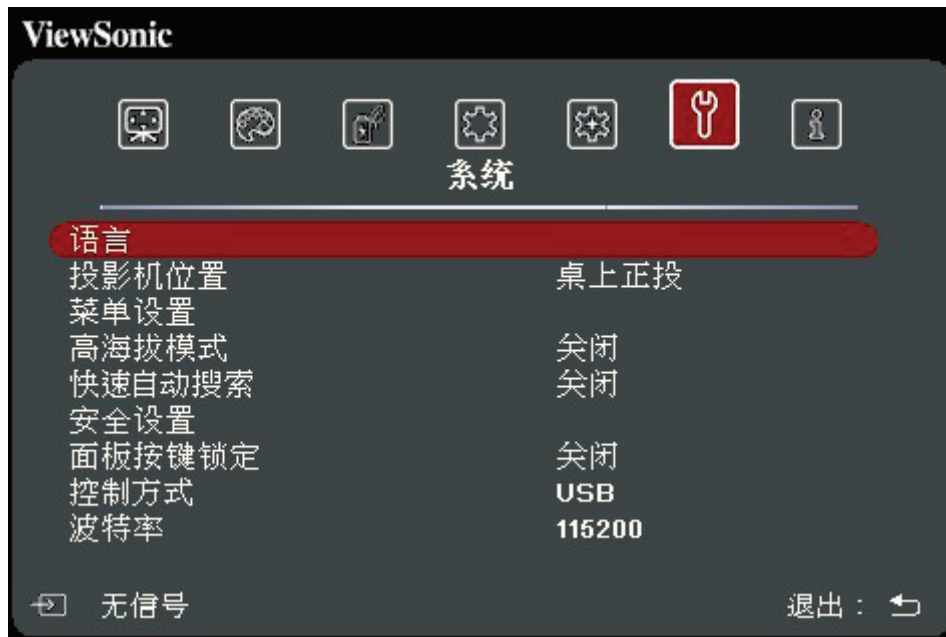 ViewSonic
系统
语言
投影机位置 桌上正投
菜单设置
高海拔模式 关闭
快速自动搜索 关闭
安全设置
面板按键锁定 关闭
控制方式 USB
波特率 115200
无信号 退出：